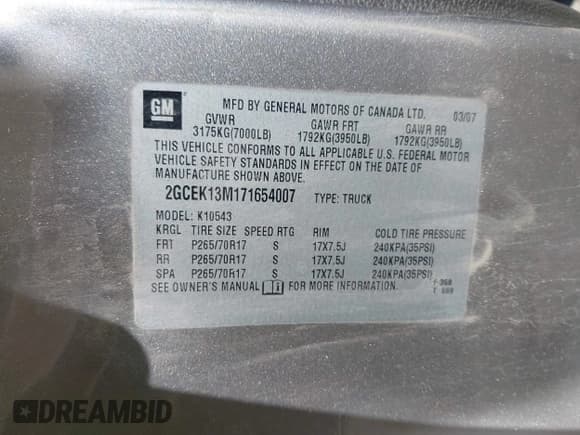 GM
MFD BY GENERAL MOTORS OF CANADA LTD. 03/07
GVWR GAWR FRT GAWR RR
3175KG(7000LB) 1792KG(3950LB) 1792KG(3950LB)
THIS VEHICLE CONFORMS TO ALL APPLICABLE U.S. FEDERAL MOTOR
VEHICLE SAFETY STANDARDS IN EFFECT ON THE DATE OF
MANUFACTURE SHOWN ABOVE.
2GCEK13M171654007 TYPE: TRUCK
MODEL: K10543
KRGL TIRE SIZE SPEED RTG RIM COLD TIRE PRESSURE
FRT P265/70R17 S 17X7.5J 240KPA(35PSI)
RR P265/70R17 S 17X7.5J 240KPA(35PSI)
SPA P265/70R17 S 17X7.5J 240KPA(35PSI)
SEE OWNER'S MANUAL FOR MORE INFORMATION.
DREAMBID